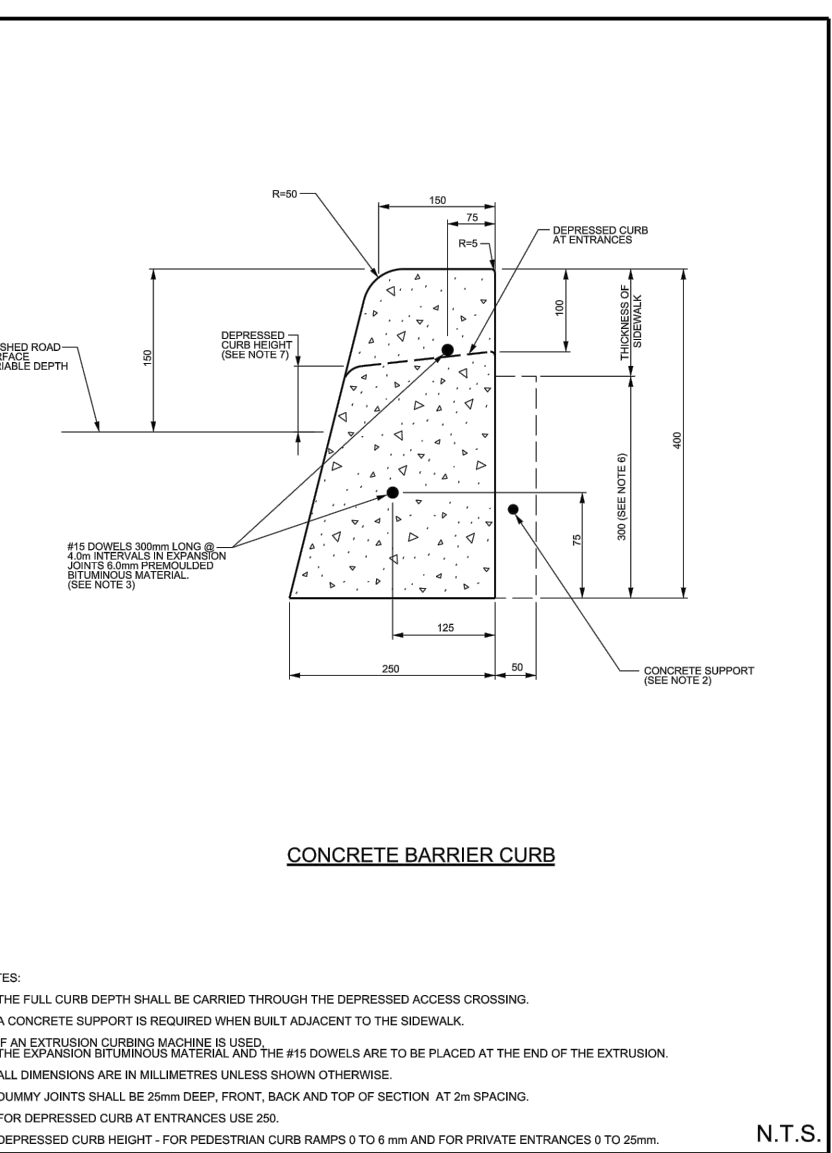 R=50
150
75
R=5
DEPRESSED CURB
AT ENTRANCES
DEPRESSED
CURB HEIGHT
(SEE NOTE 7)
150
100
THICKNESS OF
SIDEWALK
SHED ROAD
RFACE
RIABLE DEPTH
400
300 (SEE NOTE 6)
75
#15 DOWELS 300mm LONG @
4.0m INTERVALS IN EXPANSION
JOINTS 6.0mm PREMOULDED
BITUMINOUS MATERIAL.
(SEE NOTE 3)
125
250
50
CONCRETE SUPPORT
(SEE NOTE 2)
CONCRETE BARRIER CURB
TES:
THE FULL CURB DEPTH SHALL BE CARRIED THROUGH THE DEPRESSED ACCESS CROSSING.
A CONCRETE SUPPORT IS REQUIRED WHEN BUILT ADJACENT TO THE SIDEWALK.
F AN EXTRUSION CURBING MACHINE IS USED,
THE EXPANSION BITUMINOUS MATERIAL AND THE #15 DOWELS ARE TO BE PLACED AT THE END OF THE EXTRUSION.
ALL DIMENSIONS ARE IN MILLIMETRES UNLESS SHOWN OTHERWISE.
DUMMY JOINTS SHALL BE 25mm DEEP, FRONT, BACK AND TOP OF SECTION AT 2m SPACING.
FOR DEPRESSED CURB AT ENTRANCES USE 250.
DEPRESSED CURB HEIGHT - FOR PEDESTRIAN CURB RAMPS 0 TO 6 mm AND FOR PRIVATE ENTRANCES 0 TO 25mm.
N.T.S.